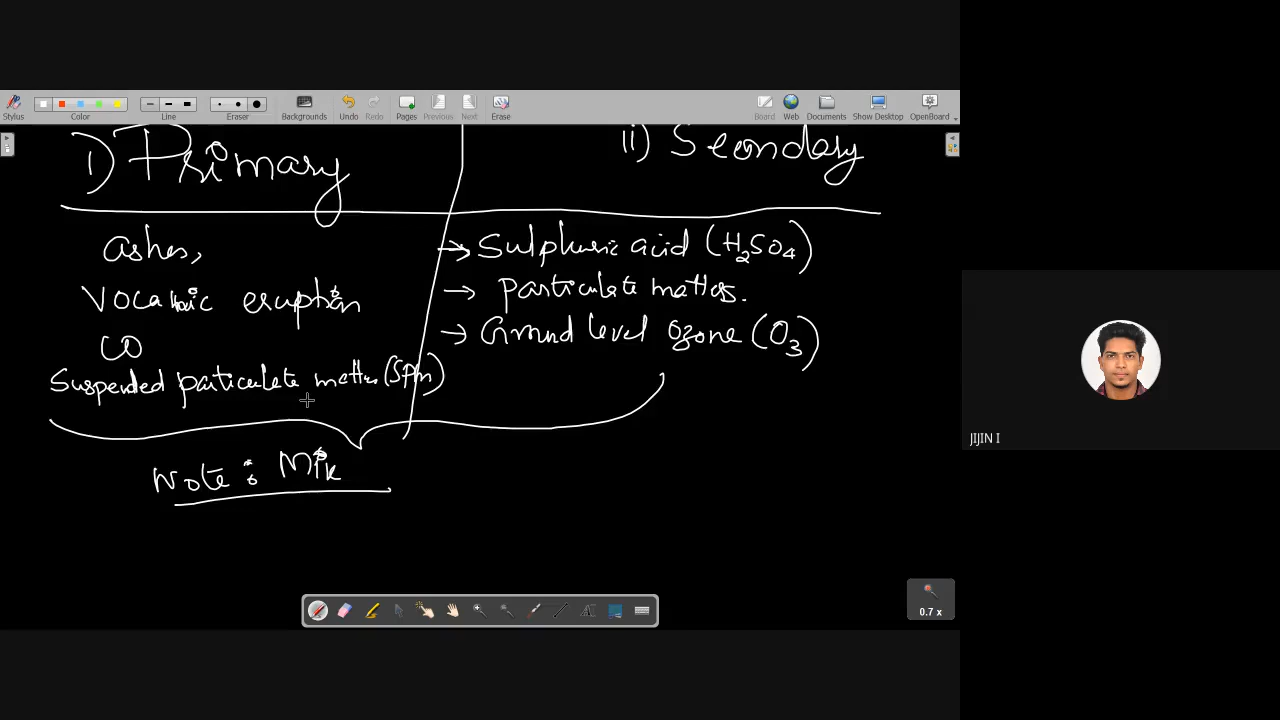 Stylus Color Line Eraser Backgrounds Undo Redo Pages Previous Next Erase Board Web Documents Show Desktop OpenBoard
i) Primary
ii) Secondary
ashes,
Vocanic eruption
CO
Suspended particulate matter (SPM)
→ Sulphuric acid (H₂SO₄)
→ particulate matters.
→ Ground level ozone (O₃)
Note : Mik
JIJIN I
0.7 x